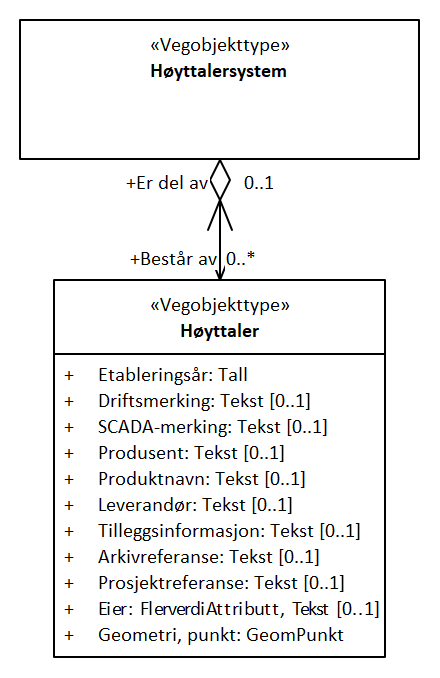 «Vegobjekttype»
Høyttalersystem
+Er del av 0..1
+Består av 0..*
«Vegobjekttype»
Høyttaler
+ Etableringsår: Tall
+ Driftsmerking: Tekst [0..1]
+ SCADA-merking: Tekst [0..1]
+ Produsent: Tekst [0..1]
+ Produktnavn: Tekst [0..1]
+ Leverandør: Tekst [0..1]
+ Tilleggsinformasjon: Tekst [0..1]
+ Arkivreferanse: Tekst [0..1]
+ Prosjektreferanse: Tekst [0..1]
+ Eier: FlerverdiAttributt, Tekst [0..1]
+ Geometri, punkt: GeomPunkt